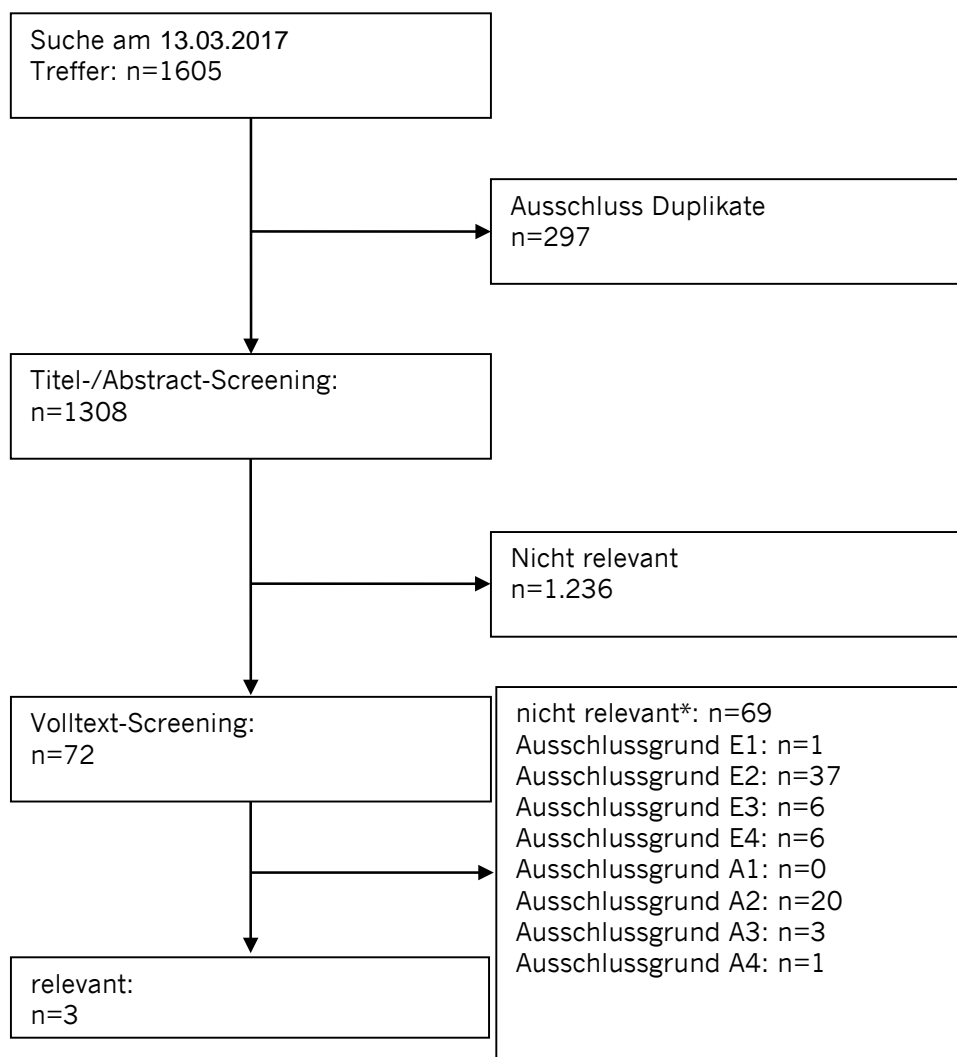 Suche am 13.03.2017
Treffer: n=1605
Ausschluss Duplikate
n=297
Titel-/Abstract-Screening:
n=1308
Nicht relevant
n=1.236
Volltext-Screening:
n=72
nicht relevant*: n=69
Ausschlussgrund E1: n=1
Ausschlussgrund E2: n=37
Ausschlussgrund E3: n=6
Ausschlussgrund E4: n=6
Ausschlussgrund A1: n=0
Ausschlussgrund A2: n=20
Ausschlussgrund A3: n=3
Ausschlussgrund A4: n=1
relevant:
n=3